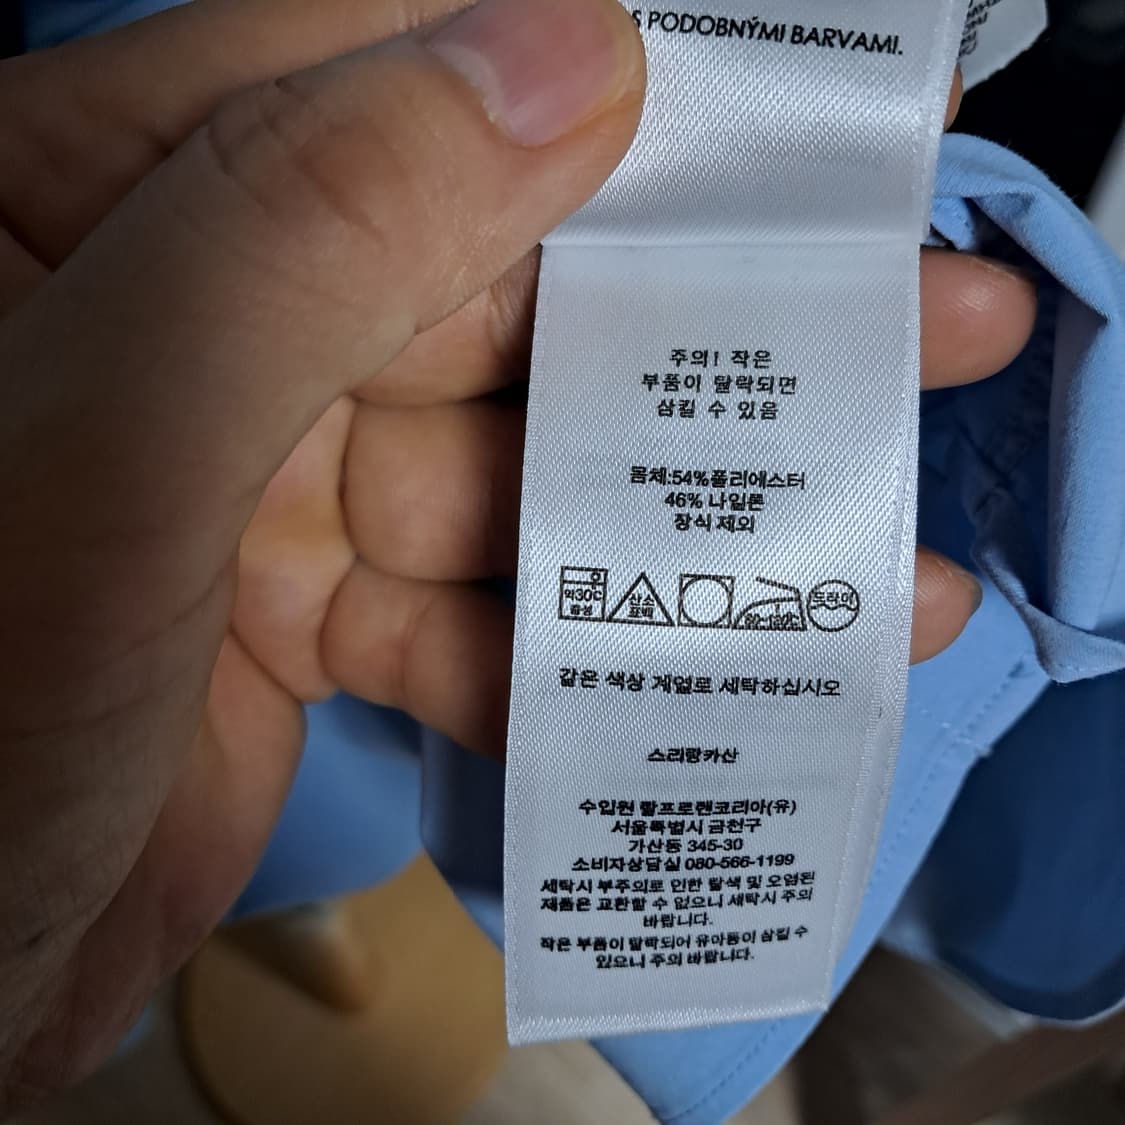 S PODOBNÝMI BARVAMI.
주의! 작은
부품이 탈락되면
삼킬 수 있음
몸체:54%폴리에스터
46% 나일론
장식 제외
약30℃
중성
산소
표백
80~120℃
드라이
같은 색상 계열로 세탁하십시오
스리랑카산
수입원 랄프로렌코리아(유)
서울특별시 금천구
가산동 345-30
소비자상담실 080-566-1199
세탁시 부주의로 인한 탈색 및 오염된
제품은 교환할 수 없으니 세탁시 주의
바랍니다.
작은 부품이 탈락되어 유아동이 삼킬 수
있으니 주의 바랍니다.